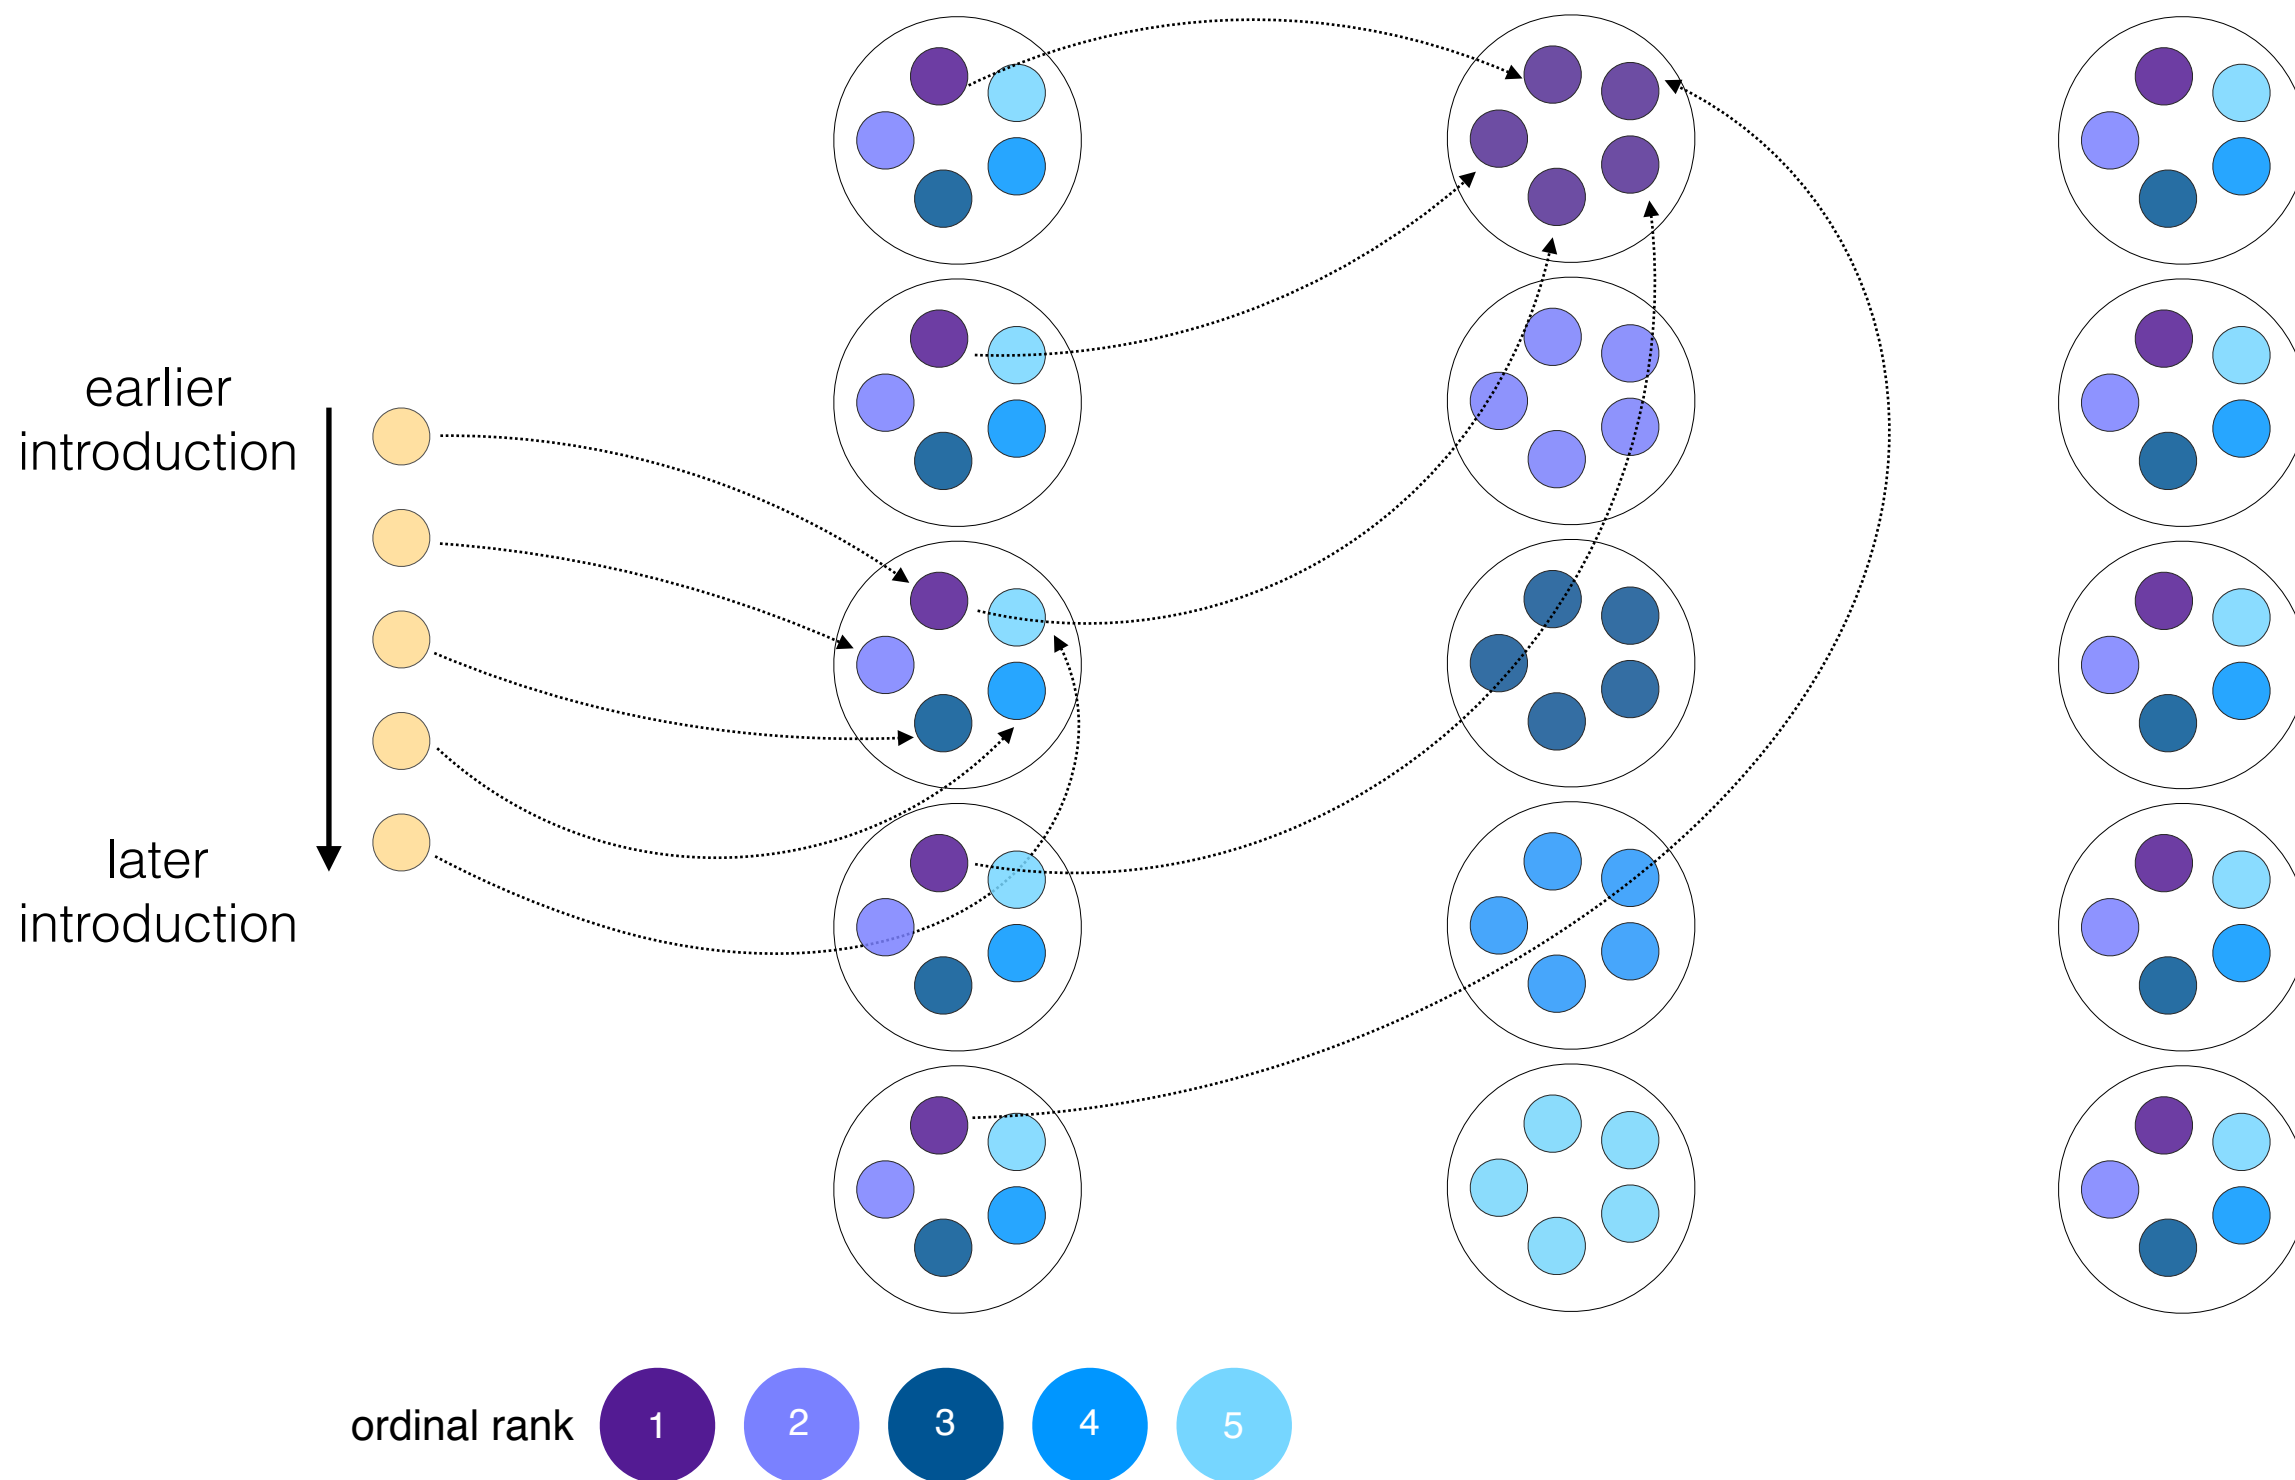 earlier
introduction
later
introduction
ordinal rank 1 2 3 4 5